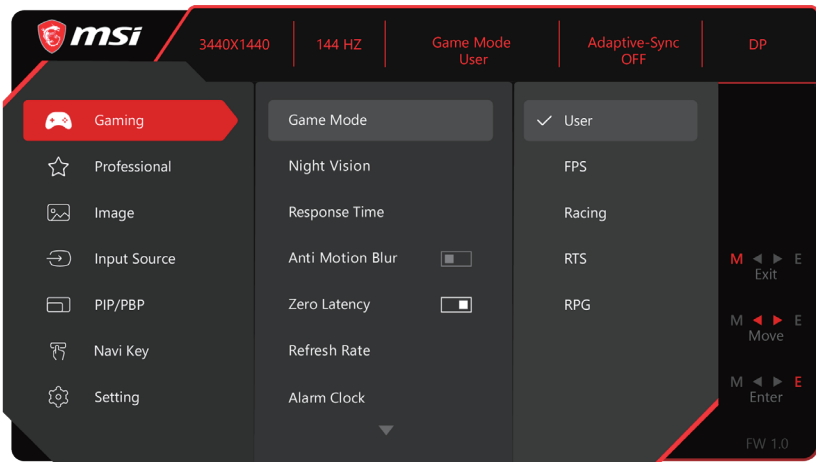 msi
3440X1440
144 HZ
Game Mode
User
Adaptive-Sync
OFF
DP
Gaming
Professional
Image
Input Source
PIP/PBP
Navi Key
Setting
Game Mode
Night Vision
Response Time
Anti Motion Blur
Zero Latency
Refresh Rate
Alarm Clock
User
FPS
Racing
RTS
RPG
M E
Exit
M E
Move
M E
Enter
FW 1.0